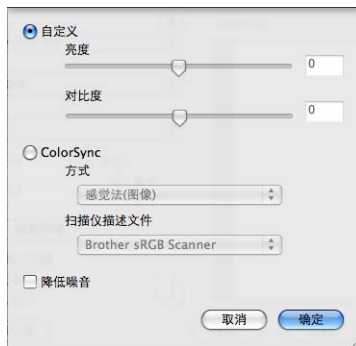 自定义
亮度
0
对比度
0
ColorSync
方式
感觉法(图像)
扫描仪描述文件
Brother sRGB Scanner
降低噪音
取消 确定